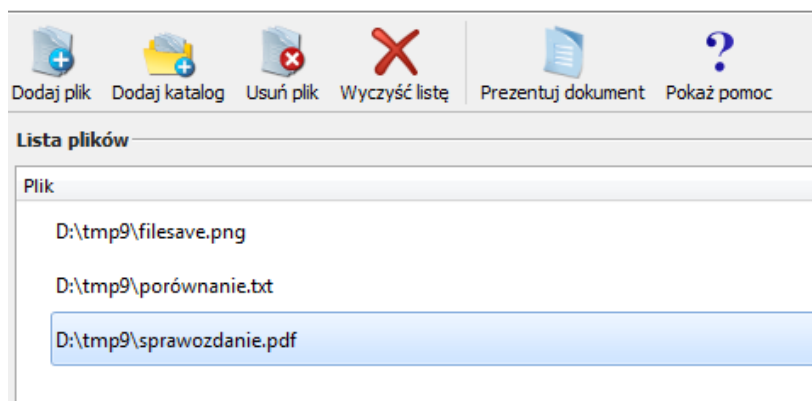 Dodaj plik Dodaj katalog Usuń plik Wyczyść listę Prezentuj dokument Pokaż pomoc
Lista plików
Plik
D:\tmp9\filesave.png
D:\tmp9\porównanie.txt
D:\tmp9\sprawozdanie.pdf